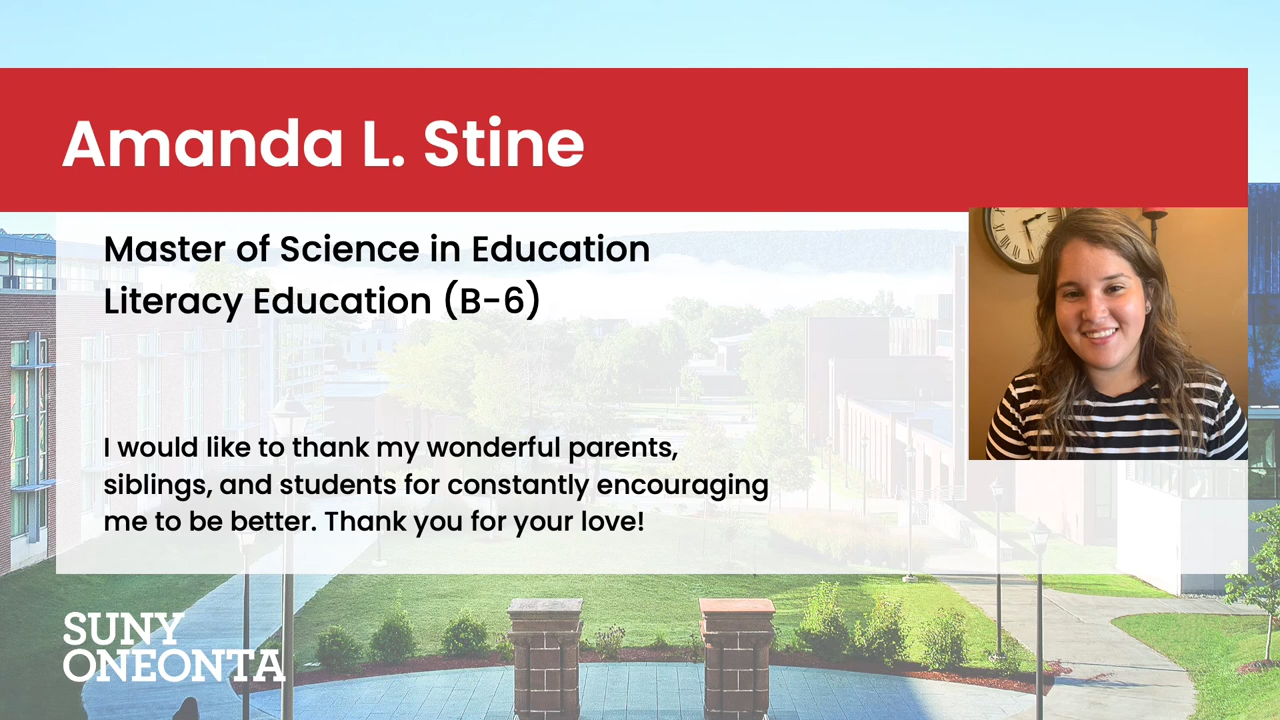 Amanda L. Stine
Master of Science in Education
Literacy Education (B-6)
I would like to thank my wonderful parents,
siblings, and students for constantly encouraging
me to be better. Thank you for your love!
SUNY
ONEONTA